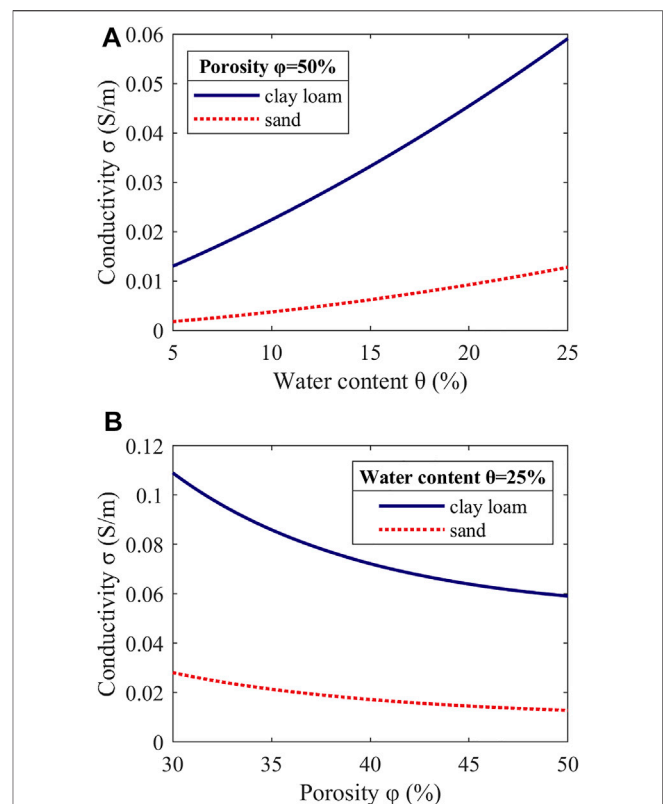 A
0.06
0.05
0.04
0.03
0.02
0.01
0
Conductivity σ (S/m)
Porosity φ=50%
clay loam
sand
5
10
15
20
25
Water content θ (%)
B
0.12
0.1
0.08
0.06
0.04
0.02
0
Conductivity σ (S/m)
Water content θ=25%
clay loam
sand
30
35
40
45
50
Porosity φ (%)